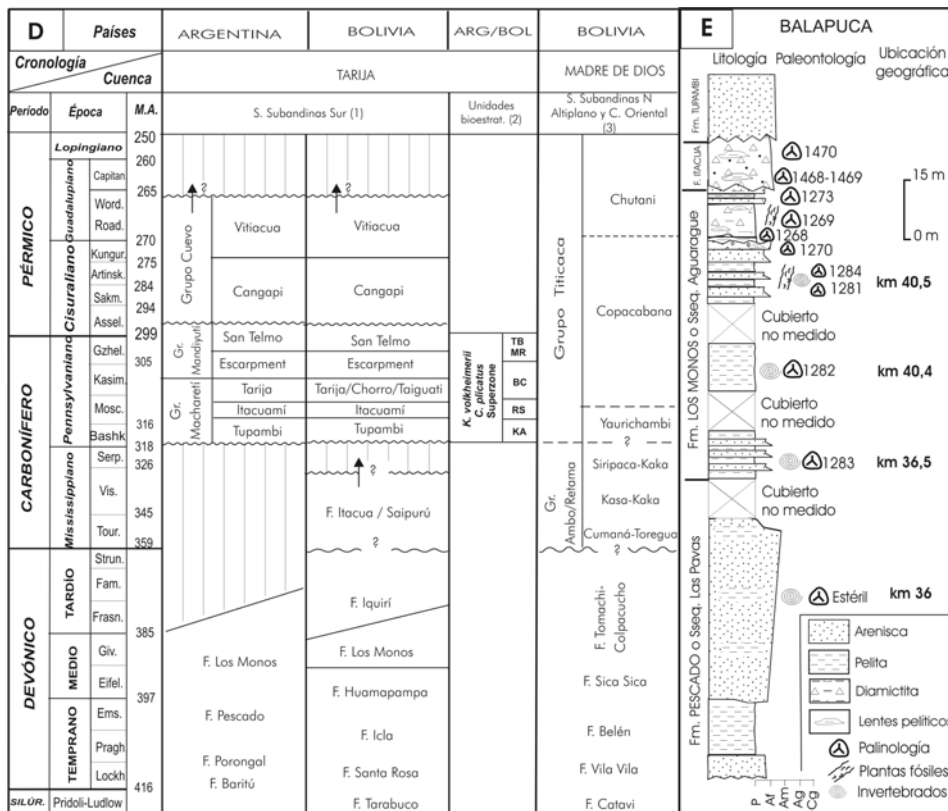 D
Países
ARGENTINA
BOLIVIA
ARG/BOL
BOLIVIA
Cronología
Cuenca
TARIJA
MADRE DE DIOS
Período
Época
M.A.
S. Subandinas Sur (1)
Unidades
bioestrat. (2)
S. Subandinas N
Altiplano y C. Oriental
(3)
PÉRMICO
CARBONÍFERO
DEVÓNICO
SILÚR.
Lopingiano
Guadalupiano
Cisuraliano
Pennsylvaniano
Mississippiano
TARDÍO
MEDIO
TEMPRANO
Pridoli-Ludlow
Capitan.
Word.
Road.
Kungur.
Artinsk.
Sakm.
Assel.
Gzhel.
Kasim.
Mosc.
Bashk
Serp.
Vis.
Tour.
Strun.
Fam.
Frasn.
Giv.
Eifel.
Ems.
Pragh.
Lockh
250
260
265
270
275
284
294
299
305
316
318
326
345
359
385
397
416
?
Grupo Cuevo
Vitiacua
Cangapi
Gr.
Mandiyuti
San Telmo
Escarpment
Gr.
Macharetí
Tarija
Itacuamí
Tupambi
F. Los Monos
F. Pescado
F. Porongal
F. Baritú
?
Vitiacua
Cangapi
San Telmo
Escarpment
Tarija/Chorro/Taiguati
Itacuamí
Tupambi
?
F. Itacua / Saipurú
?
F. Iquirí
F. Los Monos
F. Huamapampa
F. Icla
F. Santa Rosa
F. Tarabuco
K. volkheimerii
C. plicatus
Superzone
TB
MR
BC
RS
KA
Grupo Titicaca
Chutani
Copacabana
Yaurichambi
?
Gr.
Ambo/Retama
Siripaca-Kaka
Kasa-Kaka
Cumaná-Toregua
?
F. Tomachi-
Colpacucho
F. Sica Sica
F. Belén
F. Vila Vila
F. Catavi
E
BALAPUCA
Litología
Paleontología
Ubicación
geográfica
Fm. TUPAMBI
F. ITACUA
Fm. LOS MONOS o Sseq. Aguarague
Fm. PESCADO o Sseq. Las Pavas
1470
1468-1469
1273
1269
1268
1270
1284
1281
15 m
0 m
km 40,5
Cubierto
no medido
1282
km 40,4
Cubierto
no medido
1283
km 36,5
Cubierto
no medido
Estéril
km 36
Arenisca
Pelita
Diamictita
Lentes pelíticos
Palinología
Plantas fósiles
Invertebrados
P
Af
Am
Ag
Cg